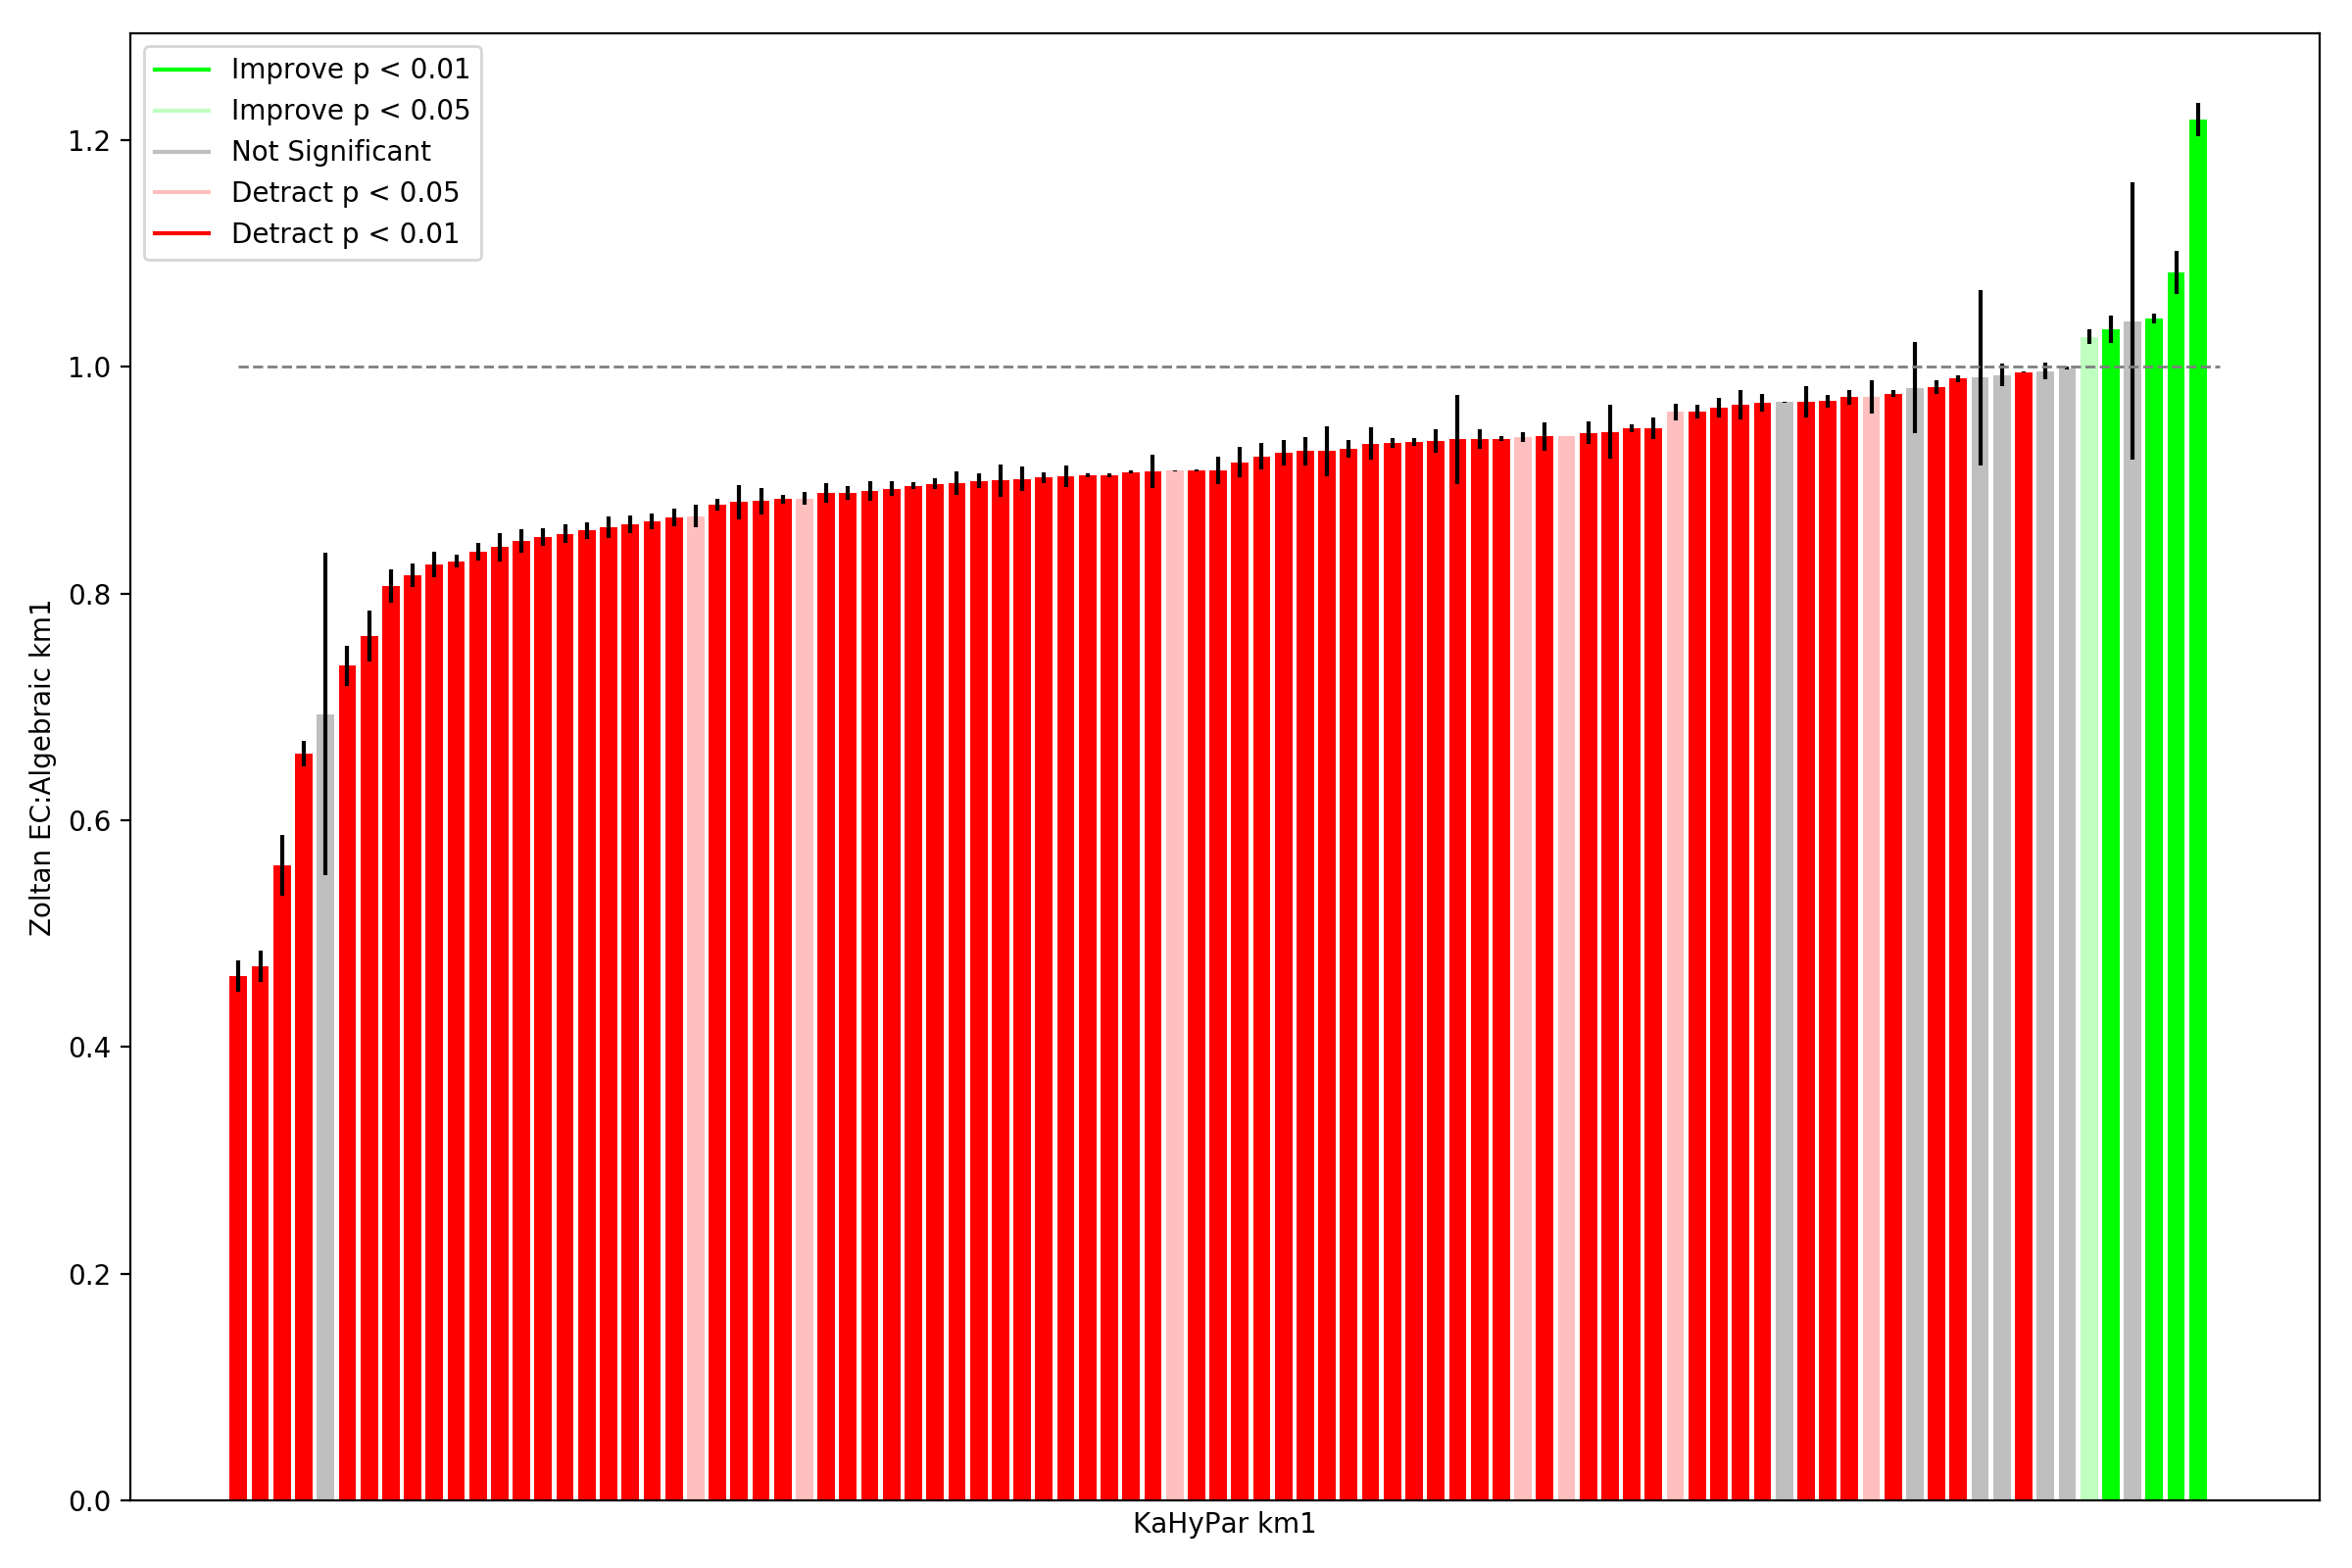 Improve p < 0.01
Improve p < 0.05
Not Significant
Detract p < 0.05
Detract p < 0.01
1.2
1.0
0.8
0.6
0.4
0.2
0.0
Zoltan EC:Algebraic km1
KaHyPar km1